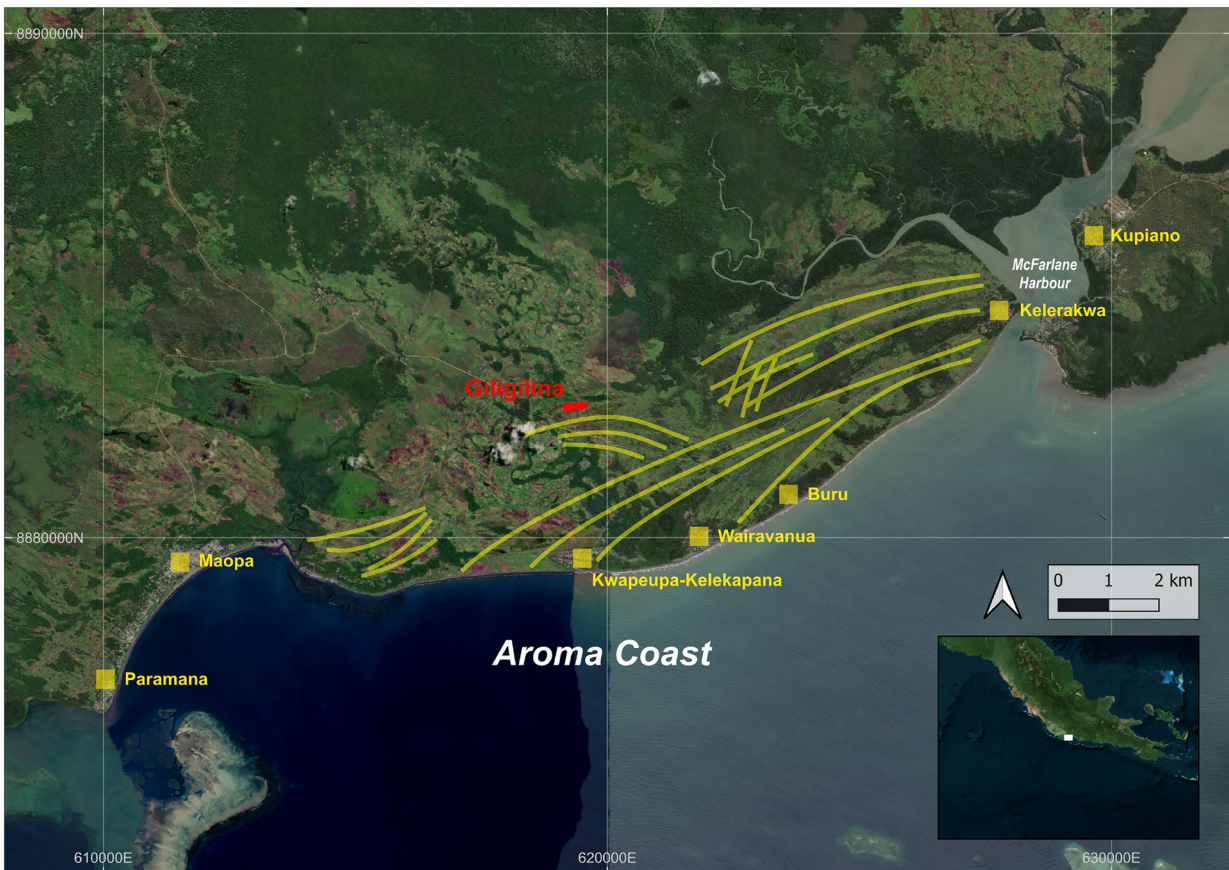 8890000N
Kupiano
McFarlane
Harbour
Kelerakwa
Giligilina
Buru
8880000N
Wairavanua
Maopa
Kwapeupa-Kelekapana
0 1 2 km
Aroma Coast
Paramana
610000E
620000E
630000E